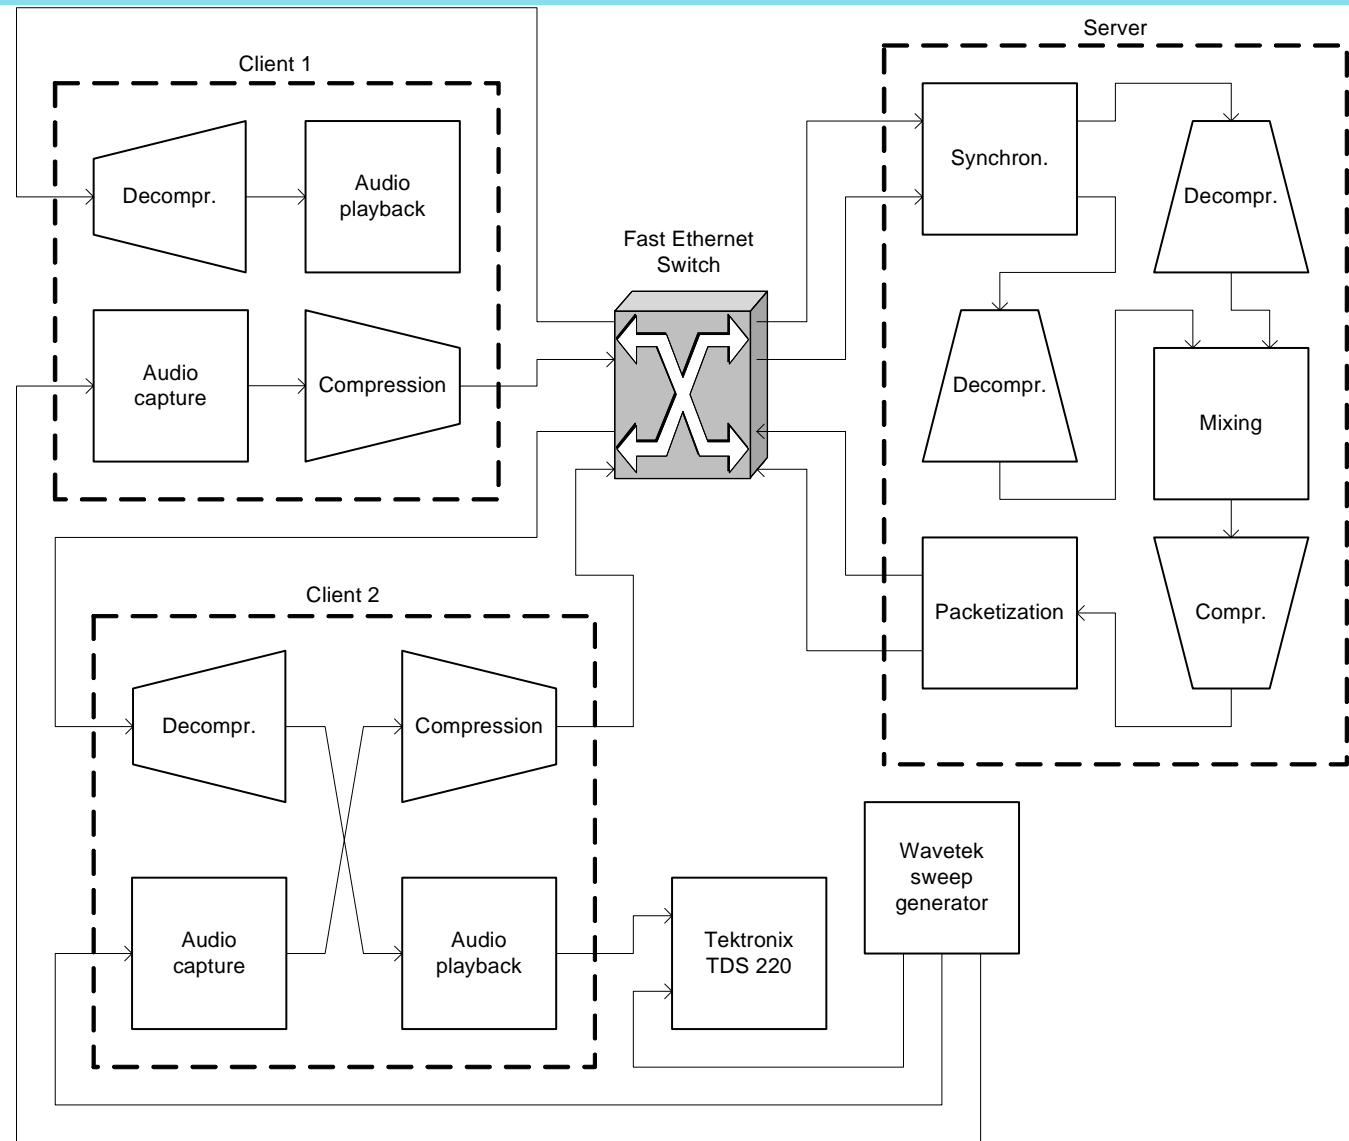 Server
Client 1
Decompr.
Audio
playback
Audio
capture
Compression
Fast Ethernet
Switch
Synchron.
Decompr.
Decompr.
Mixing
Packetization
Compr.
Client 2
Decompr.
Compression
Audio
capture
Audio
playback
Tektronix
TDS 220
Wavetek
sweep
generator